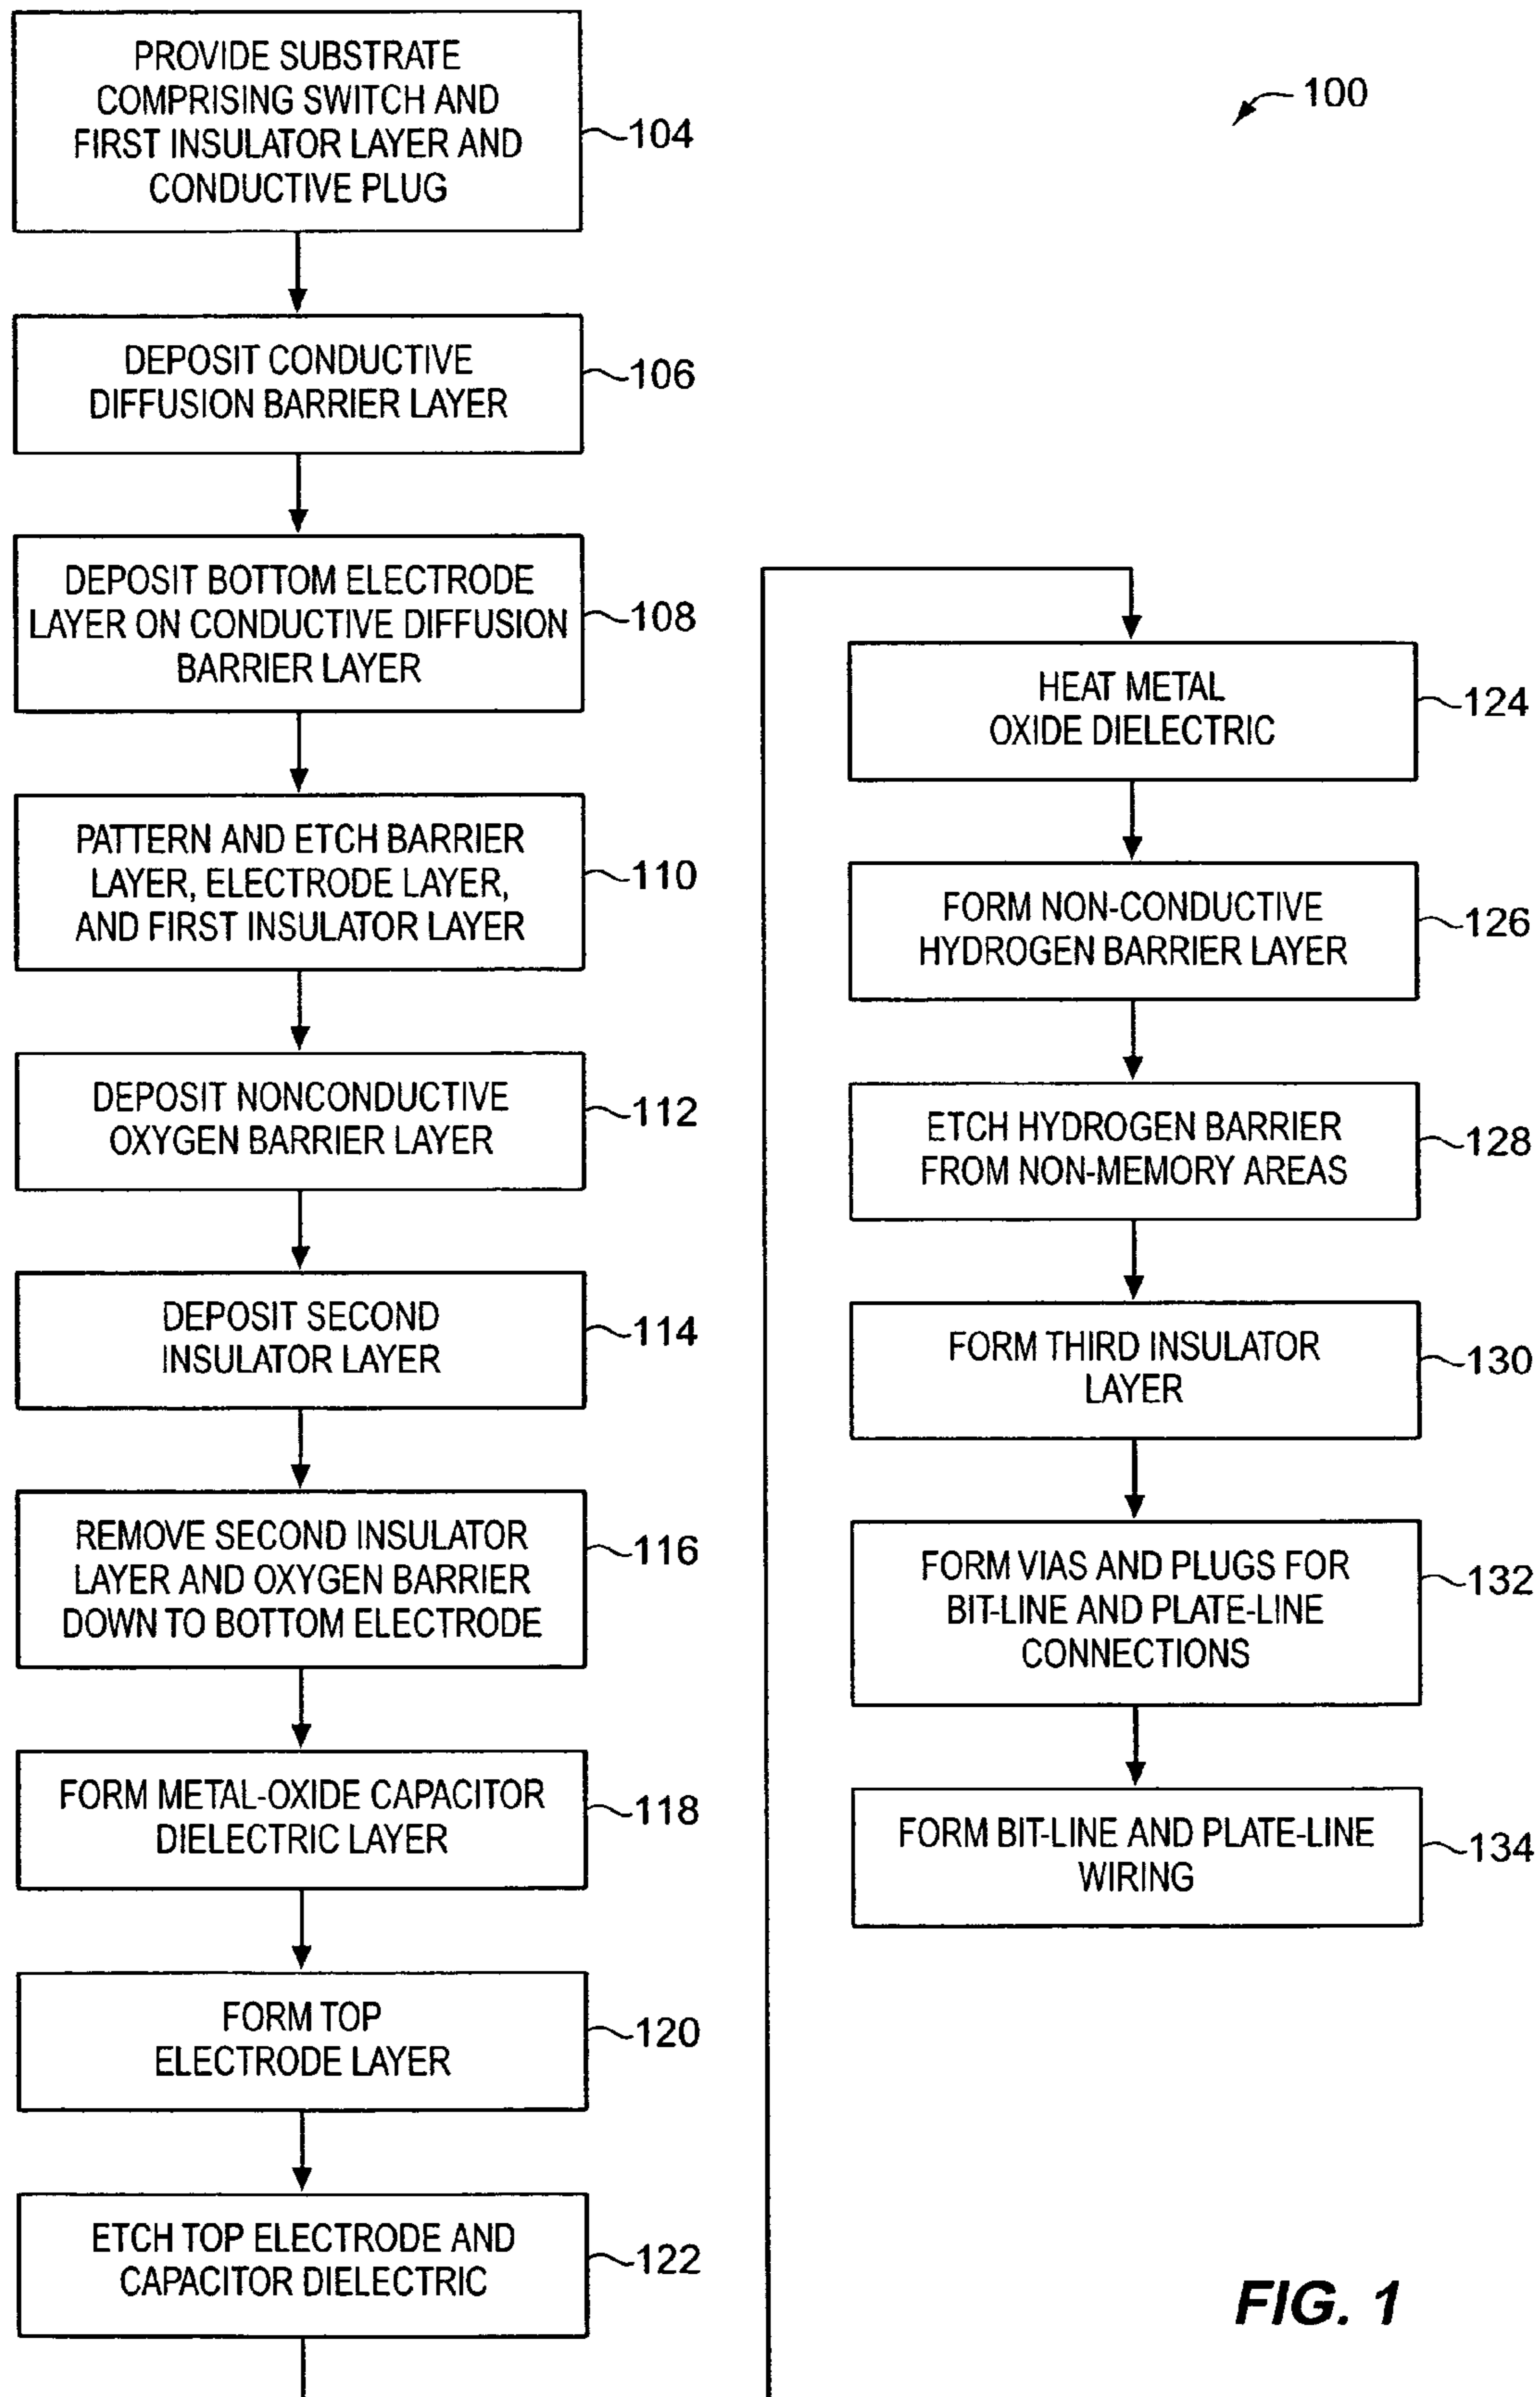 PROVIDE SUBSTRATE
COMPRISING SWITCH AND
FIRST INSULATOR LAYER AND
CONDUCTIVE PLUG
104
100
DEPOSIT CONDUCTIVE
DIFFUSION BARRIER LAYER
106
DEPOSIT BOTTOM ELECTRODE
LAYER ON CONDUCTIVE DIFFUSION
BARRIER LAYER
108
PATTERN AND ETCH BARRIER
LAYER, ELECTRODE LAYER,
AND FIRST INSULATOR LAYER
110
DEPOSIT NONCONDUCTIVE
OXYGEN BARRIER LAYER
112
DEPOSIT SECOND
INSULATOR LAYER
114
REMOVE SECOND INSULATOR
LAYER AND OXYGEN BARRIER
DOWN TO BOTTOM ELECTRODE
116
FORM METAL-OXIDE CAPACITOR
DIELECTRIC LAYER
118
FORM TOP
ELECTRODE LAYER
120
ETCH TOP ELECTRODE AND
CAPACITOR DIELECTRIC
122
HEAT METAL
OXIDE DIELECTRIC
124
FORM NON-CONDUCTIVE
HYDROGEN BARRIER LAYER
126
ETCH HYDROGEN BARRIER
FROM NON-MEMORY AREAS
128
FORM THIRD INSULATOR
LAYER
130
FORM VIAS AND PLUGS FOR
BIT-LINE AND PLATE-LINE
CONNECTIONS
132
FORM BIT-LINE AND PLATE-LINE
WIRING
134
FIG. 1